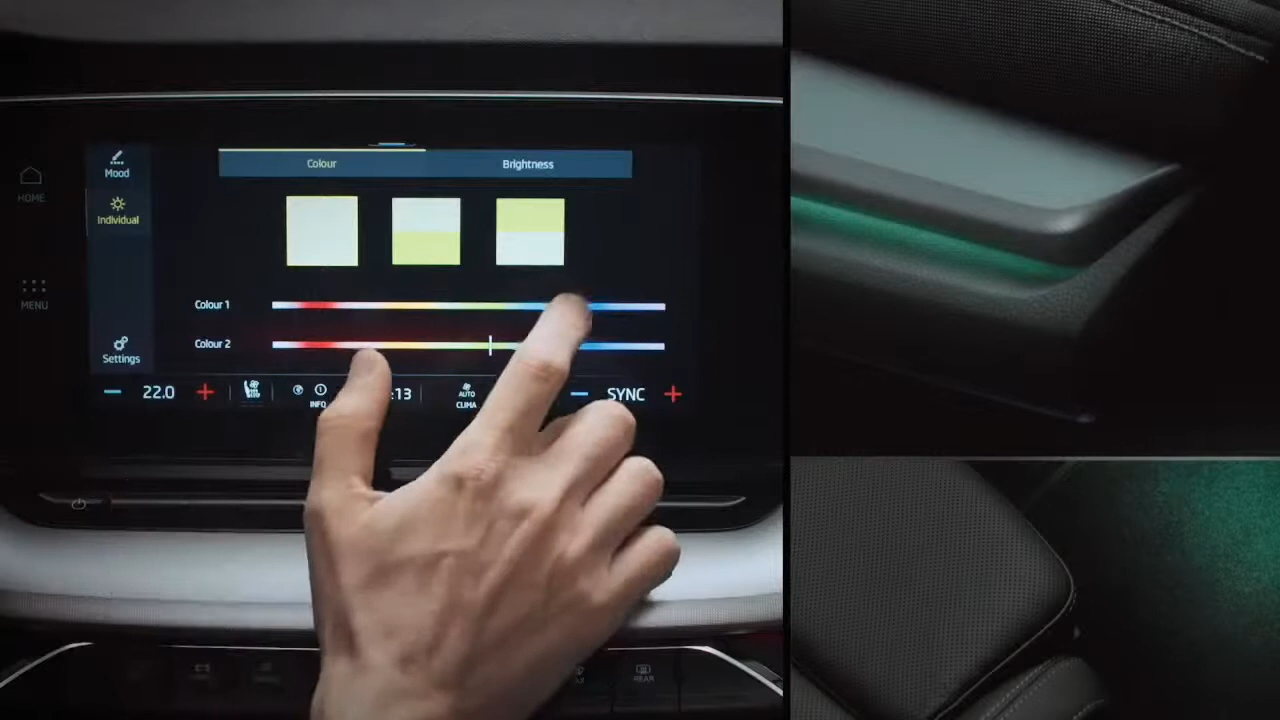 Mood
Colour
Brightness
HOME
Individual
MENU
Colour 1
Colour 2
Settings
22.0
INFO
:13
AUTO
CLIMA
SYNC
REAR